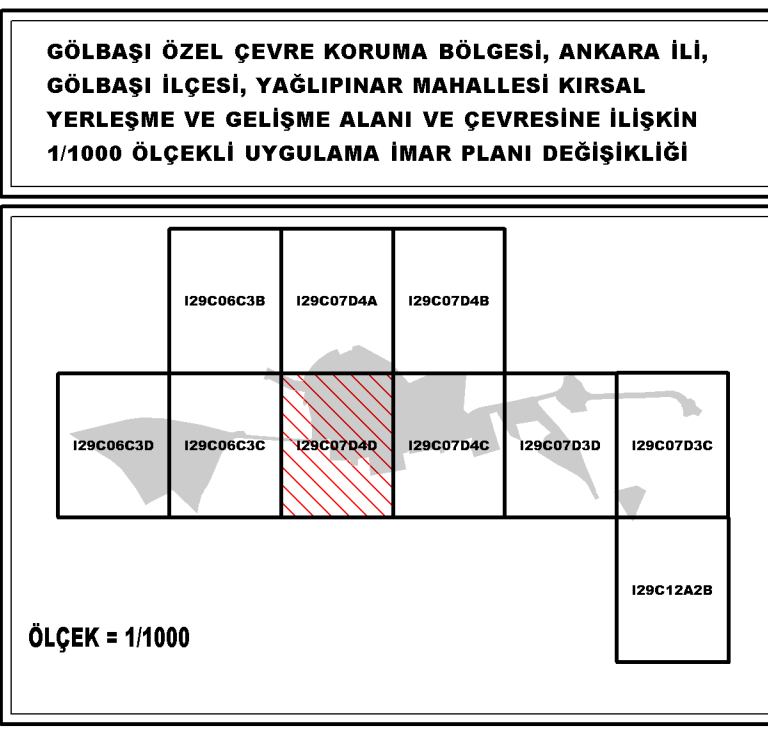 GÖLBAŞI ÖZEL ÇEVRE KORUMA BÖLGESİ, ANKARA İLİ,
GÖLBAŞI İLÇESİ, YAĞLIPINAR MAHALLESİ KIRSAL
YERLEŞME VE GELİŞME ALANI VE ÇEVRESİNE İLİŞKİN
1/1000 ÖLÇEKLİ UYGULAMA İMAR PLANI DEĞİŞİKLİĞİ
I29C06C3B I29C07D4A I29C07D4B
I29C06C3D I29C06C3C I29C07D4D I29C07D4C I29C07D3D I29C07D3C
I29C12A2B
ÖLÇEK = 1/1000